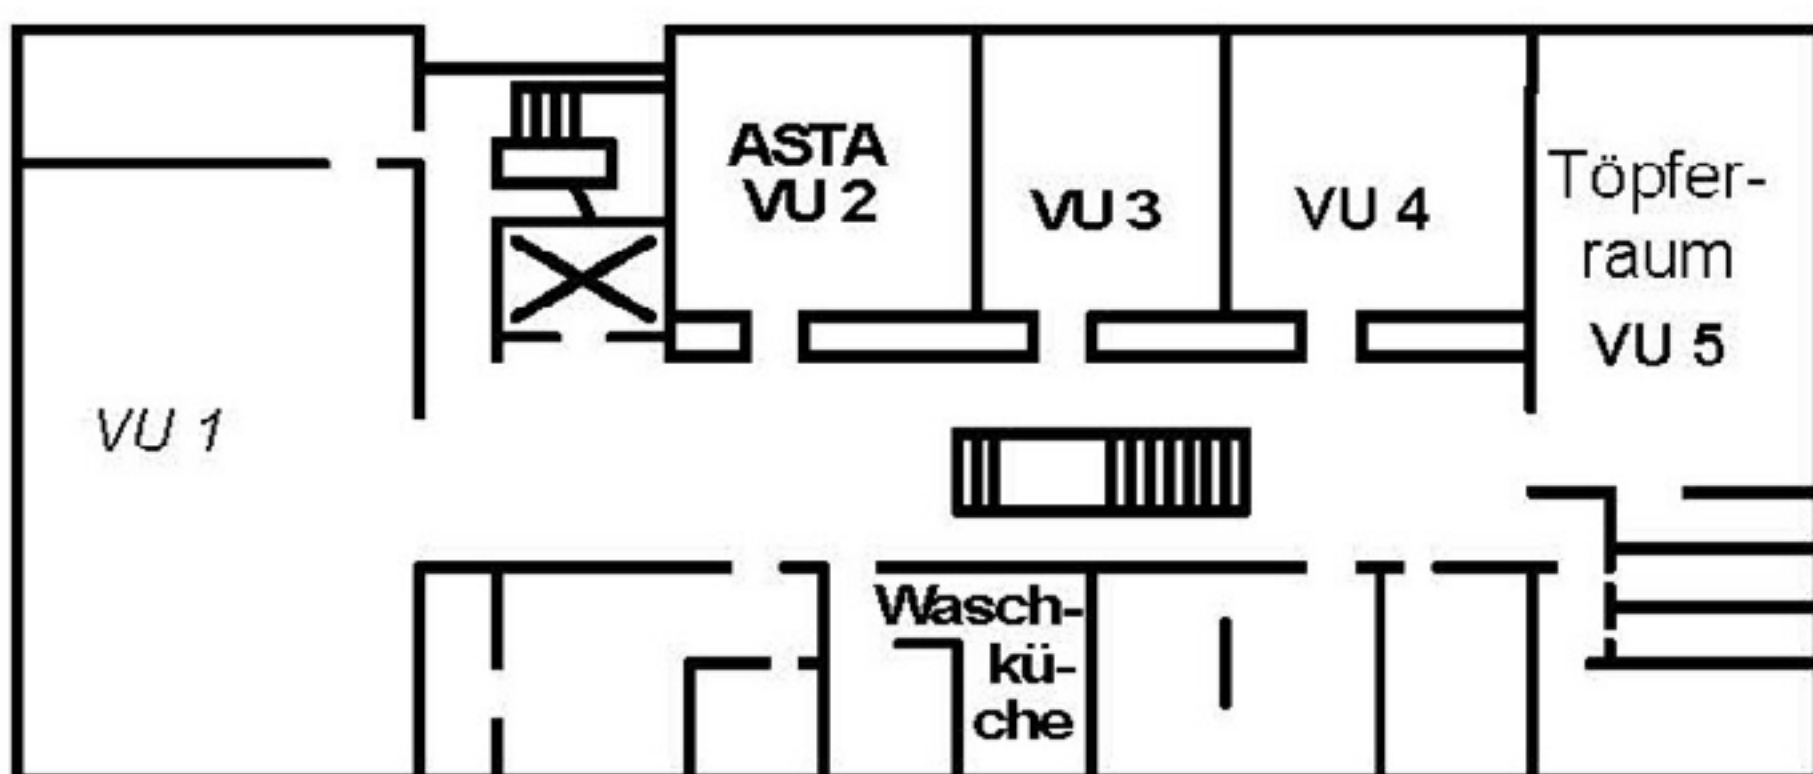 ASTA
VU 2
VU 3
VU 4
Töpfer-
raum
VU 5
VU 1
Wasch-
kü-
che